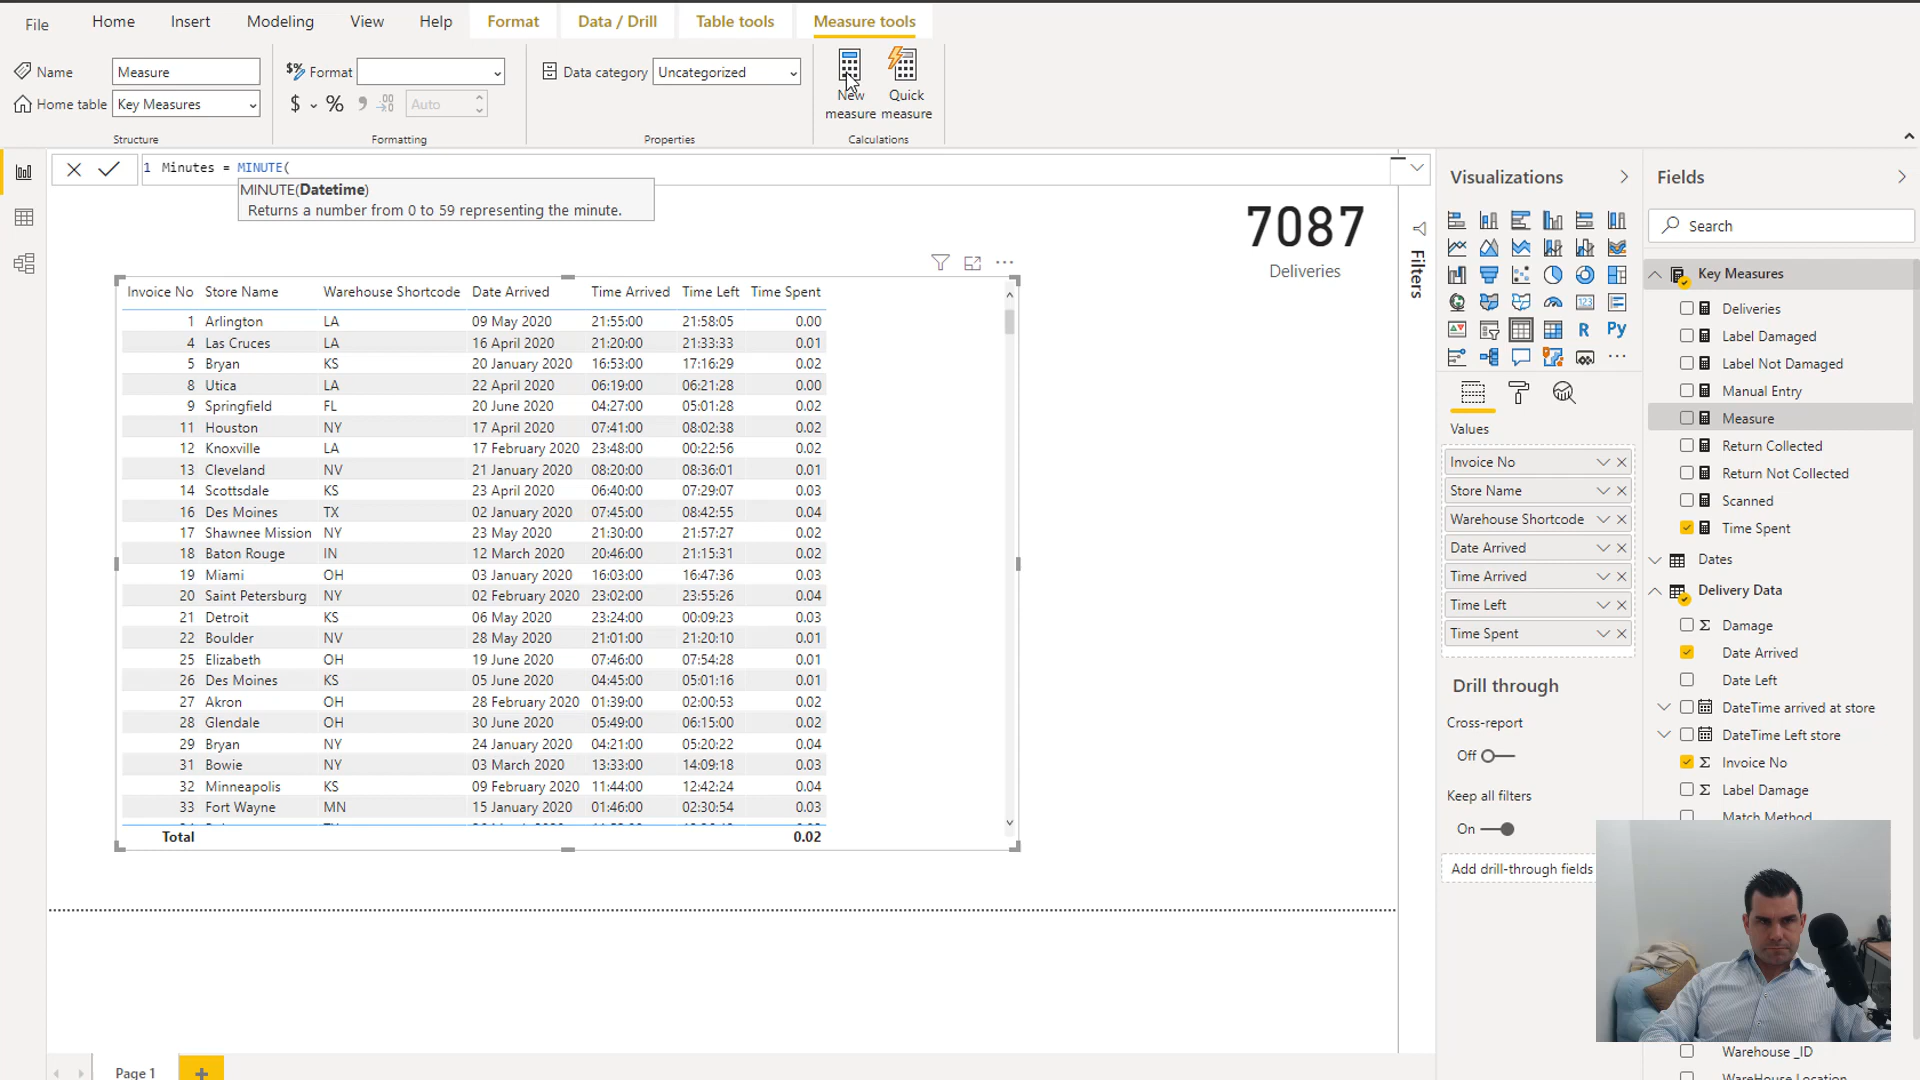 File Home Insert Modeling View Help Format Data / Drill Table tools Measure tools
Name Measure Format Data category Uncategorized New measure Quick measure
Home table Key Measures $ % Auto
Structure Formatting Properties Calculations
1 Minutes = MINUTE(
MINUTE(Datetime)
Returns a number from 0 to 59 representing the minute.
7087
Deliveries
Invoice No Store Name Warehouse Shortcode Date Arrived Time Arrived Time Left Time Spent
1 Arlington LA 09 May 2020 21:55:00 21:58:05 0.00
4 Las Cruces LA 16 April 2020 21:20:00 21:33:33 0.01
5 Bryan KS 20 January 2020 16:53:00 17:16:29 0.02
8 Utica LA 22 April 2020 06:19:00 06:21:28 0.00
9 Springfield FL 20 June 2020 04:27:00 05:01:28 0.02
11 Houston NY 17 April 2020 07:41:00 08:02:38 0.02
12 Knoxville LA 17 February 2020 23:48:00 00:22:56 0.02
13 Cleveland NV 21 January 2020 08:20:00 08:36:01 0.01
14 Scottsdale KS 23 April 2020 06:40:00 07:29:07 0.03
16 Des Moines TX 02 January 2020 07:45:00 08:42:55 0.04
17 Shawnee Mission NY 23 May 2020 21:30:00 21:57:27 0.02
18 Baton Rouge IN 12 March 2020 20:46:00 21:15:31 0.02
19 Miami OH 03 January 2020 16:03:00 16:47:36 0.03
20 Saint Petersburg NY 02 February 2020 23:02:00 23:55:26 0.04
21 Detroit KS 06 May 2020 23:24:00 00:09:23 0.03
22 Boulder NV 28 May 2020 21:01:00 21:20:10 0.01
25 Elizabeth OH 19 June 2020 07:46:00 07:54:28 0.01
26 Des Moines KS 05 June 2020 04:45:00 05:01:16 0.01
27 Akron OH 28 February 2020 01:39:00 02:00:53 0.02
28 Glendale OH 30 June 2020 05:49:00 06:15:00 0.02
29 Bryan NY 24 January 2020 04:21:00 05:20:22 0.04
31 Bowie NY 03 March 2020 13:33:00 14:09:18 0.03
32 Minneapolis KS 09 February 2020 11:44:00 12:42:24 0.04
33 Fort Wayne MN 15 January 2020 01:46:00 02:30:54 0.03
Total 0.02
Page 1
Filters
Visualizations
R Py
Values
Invoice No
Store Name
Warehouse Shortcode
Date Arrived
Time Arrived
Time Left
Time Spent
Drill through
Cross-report
Off
Keep all filters
On
Add drill-through fields
Fields
Search
Key Measures
Deliveries
Label Damaged
Label Not Damaged
Manual Entry
Measure
Return Collected
Return Not Collected
Scanned
Time Spent
Dates
Delivery Data
Damage
Date Arrived
Date Left
DateTime arrived at store
DateTime Left store
Invoice No
Label Damage
Match Method
Warehouse _ID
WareHouse Location